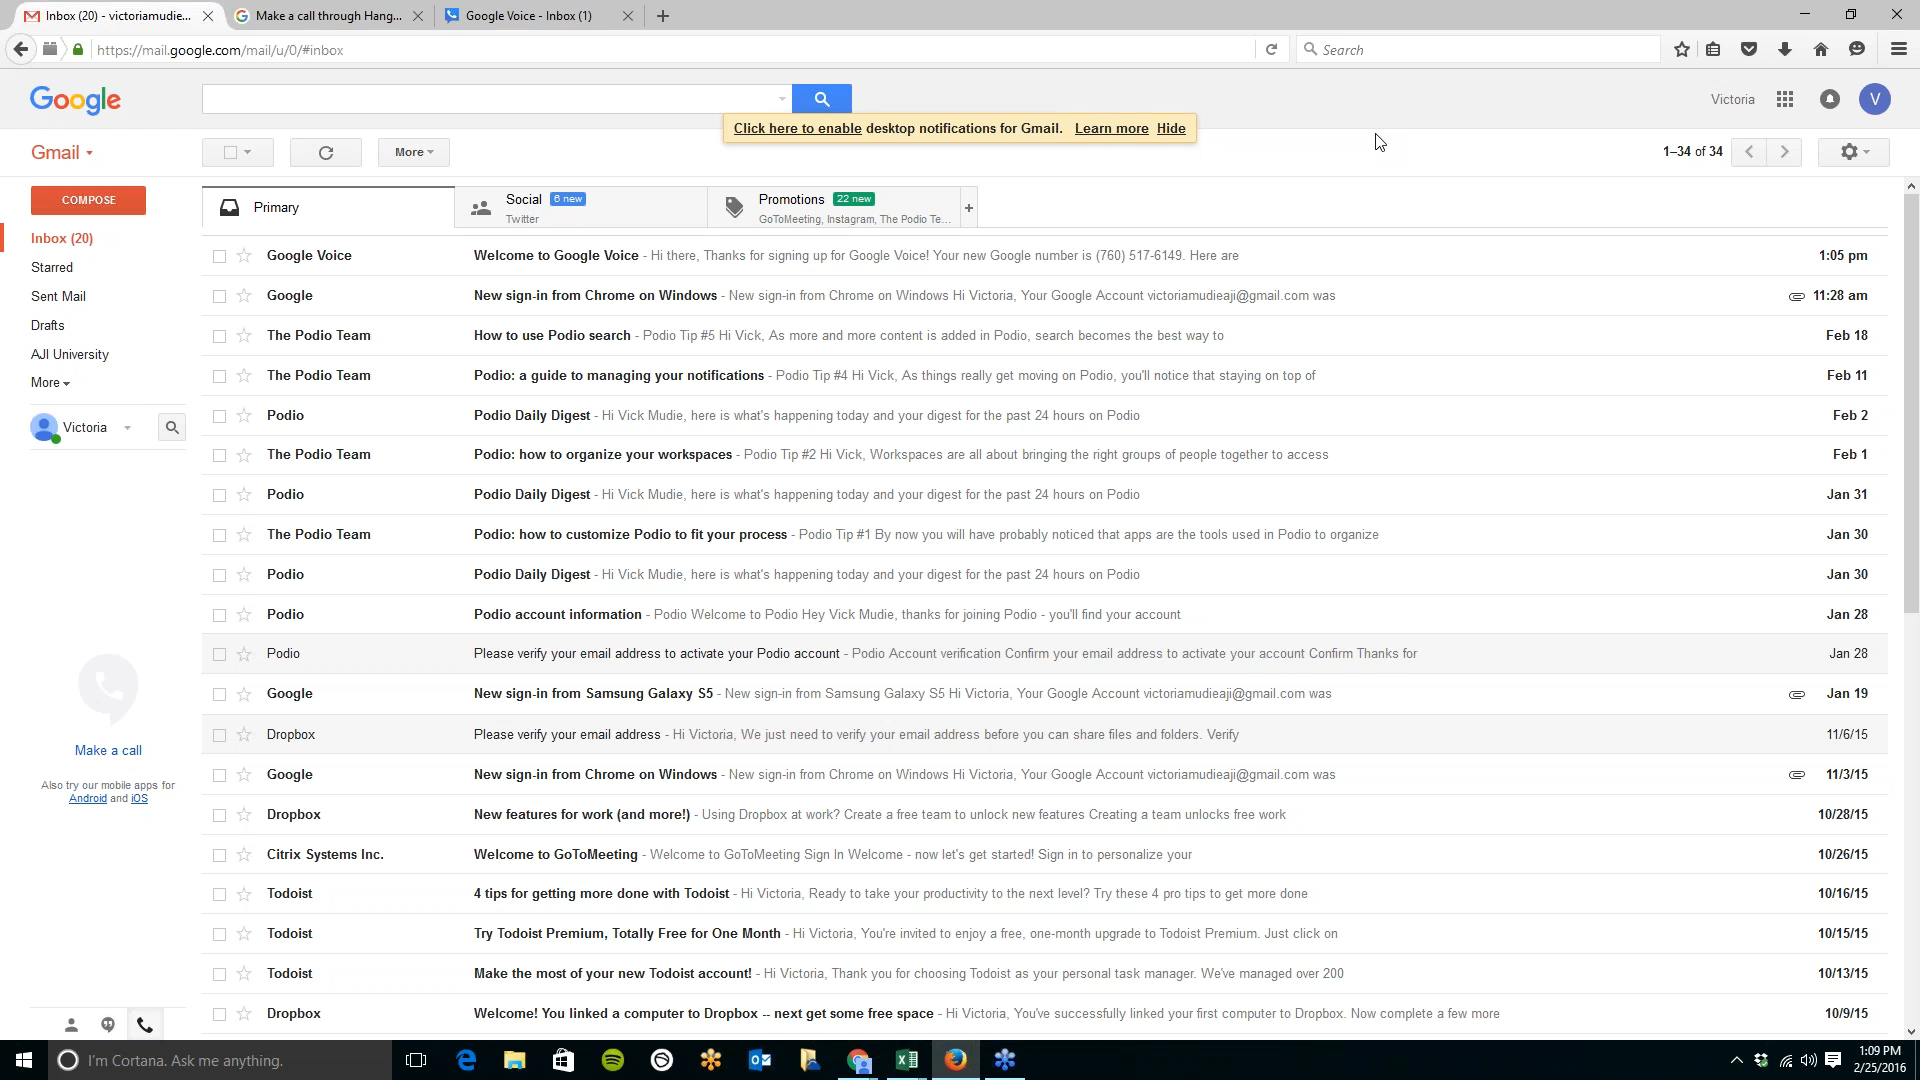 Inbox (20) - victoriamudie... Make a call through Hang... Google Voice - Inbox (1)
https://mail.google.com/mail/u/0/#inbox Search
Google Victoria V
Click here to enable desktop notifications for Gmail. Learn more Hide
Gmail More 1–34 of 34
COMPOSE
Inbox (20)
Starred
Sent Mail
Drafts
AJI University
More
Victoria
Make a call
Also try our mobile apps for
Android and iOS
Primary
Social 6 new
Twitter
Promotions 22 new
GoToMeeting, Instagram, The Podio Te...
+
Google Voice Welcome to Google Voice - Hi there, Thanks for signing up for Google Voice! Your new Google number is (760) 517-6149. Here are 1:05 pm
Google New sign-in from Chrome on Windows - New sign-in from Chrome on Windows Hi Victoria, Your Google Account victoriamudieaji@gmail.com was 11:28 am
The Podio Team How to use Podio search - Podio Tip #5 Hi Vick, As more and more content is added in Podio, search becomes the best way to Feb 18
The Podio Team Podio: a guide to managing your notifications - Podio Tip #4 Hi Vick, As things really get moving on Podio, you'll notice that staying on top of Feb 11
Podio Podio Daily Digest - Hi Vick Mudie, here is what's happening today and your digest for the past 24 hours on Podio Feb 2
The Podio Team Podio: how to organize your workspaces - Podio Tip #2 Hi Vick, Workspaces are all about bringing the right groups of people together to access Feb 1
Podio Podio Daily Digest - Hi Vick Mudie, here is what's happening today and your digest for the past 24 hours on Podio Jan 31
The Podio Team Podio: how to customize Podio to fit your process - Podio Tip #1 By now you will have probably noticed that apps are the tools used in Podio to organize Jan 30
Podio Podio Daily Digest - Hi Vick Mudie, here is what's happening today and your digest for the past 24 hours on Podio Jan 30
Podio Podio account information - Podio Welcome to Podio Hey Vick Mudie, thanks for joining Podio - you'll find your account Jan 28
Podio Please verify your email address to activate your Podio account - Podio Account verification Confirm your email address to activate your account Confirm Thanks for Jan 28
Google New sign-in from Samsung Galaxy S5 - New sign-in from Samsung Galaxy S5 Hi Victoria, Your Google Account victoriamudieaji@gmail.com was Jan 19
Dropbox Please verify your email address - Hi Victoria, We just need to verify your email address before you can share files and folders. Verify 11/6/15
Google New sign-in from Chrome on Windows - New sign-in from Chrome on Windows Hi Victoria, Your Google Account victoriamudieaji@gmail.com was 11/3/15
Dropbox New features for work (and more!) - Using Dropbox at work? Create a free team to unlock new features Creating a team unlocks free work 10/28/15
Citrix Systems Inc. Welcome to GoToMeeting - Welcome to GoToMeeting Sign In Welcome - now let's get started! Sign in to personalize your 10/26/15
Todoist 4 tips for getting more done with Todoist - Hi Victoria, Ready to take your productivity to the next level? Try these 4 pro tips to get more done 10/16/15
Todoist Try Todoist Premium, Totally Free for One Month - Hi Victoria, You're invited to enjoy a free, one-month upgrade to Todoist Premium. Just click on 10/15/15
Todoist Make the most of your new Todoist account! - Hi Victoria, Thank you for choosing Todoist as your personal task manager. We've managed over 200 10/13/15
Dropbox Welcome! You linked a computer to Dropbox -- next get some free space - Hi Victoria, You've successfully linked your first computer to Dropbox. Now complete a few more 10/9/15
I'm Cortana. Ask me anything. 1:09 PM
2/25/2016